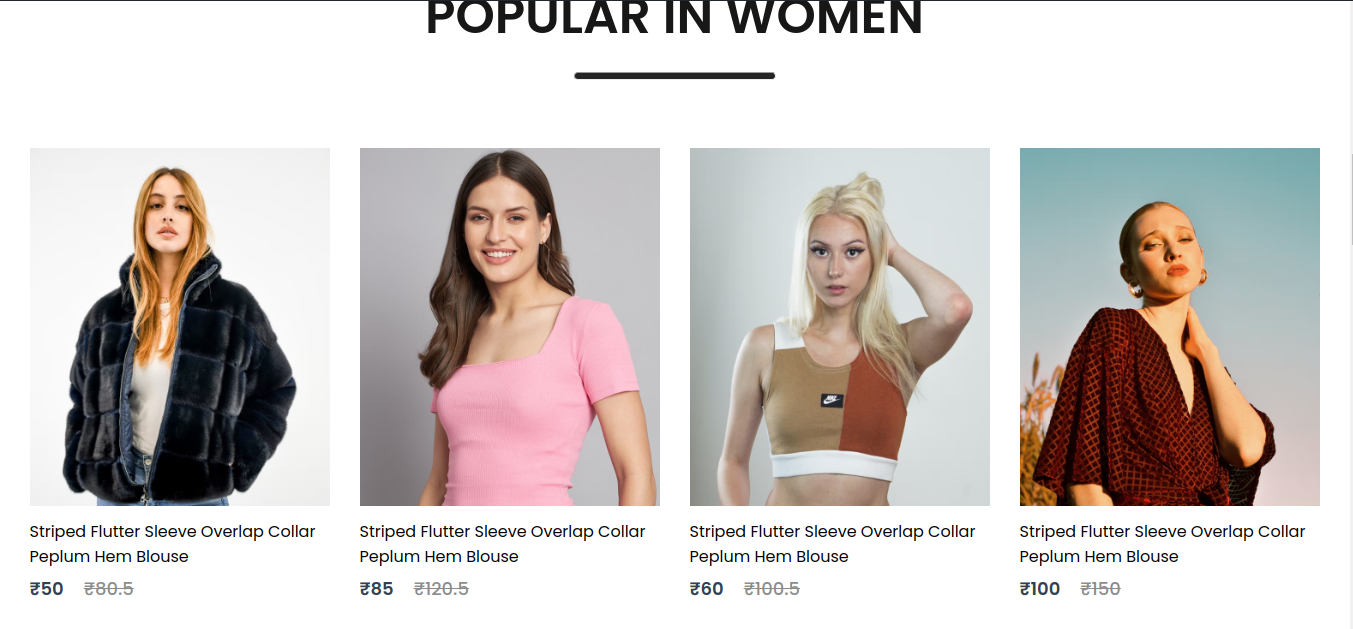 POPULAR IN WOMEN
NIKE
Striped Flutter Sleeve Overlap Collar
Peplum Hem Blouse
₹50 ₹80.5
Striped Flutter Sleeve Overlap Collar
Peplum Hem Blouse
₹85 ₹120.5
Striped Flutter Sleeve Overlap Collar
Peplum Hem Blouse
₹60 ₹100.5
Striped Flutter Sleeve Overlap Collar
Peplum Hem Blouse
₹100 ₹150